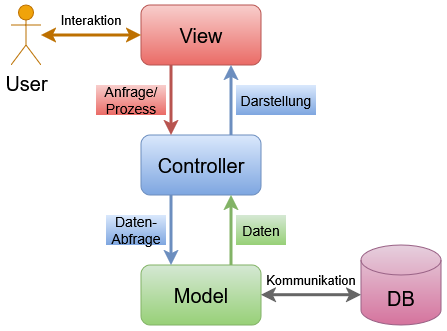 Interaktion
View
User
Anfrage/
Prozess
Darstellung
Controller
Daten-
Abfrage
Daten
Model
Kommunikation
DB